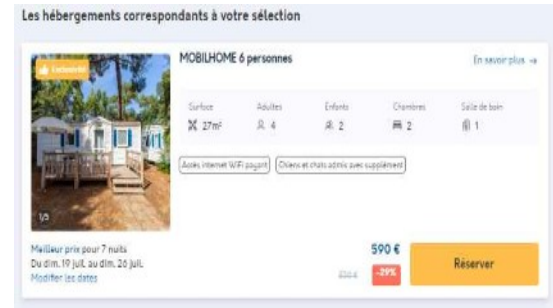 Les hébergements correspondants à votre sélection
MOBILHOME 6 personnes
En savoir plus →
Surface
Adultes
Enfants
Chambres
Salle de bain
27m²
4
2
2
1
Accès internet WiFi payant
Chiens et chats admis avec supplément
1/5
Meilleur prix pour 7 nuits
Du dim. 19 juil. au dim. 26 juil.
Modifier les dates
590 €
-29%
Réserver